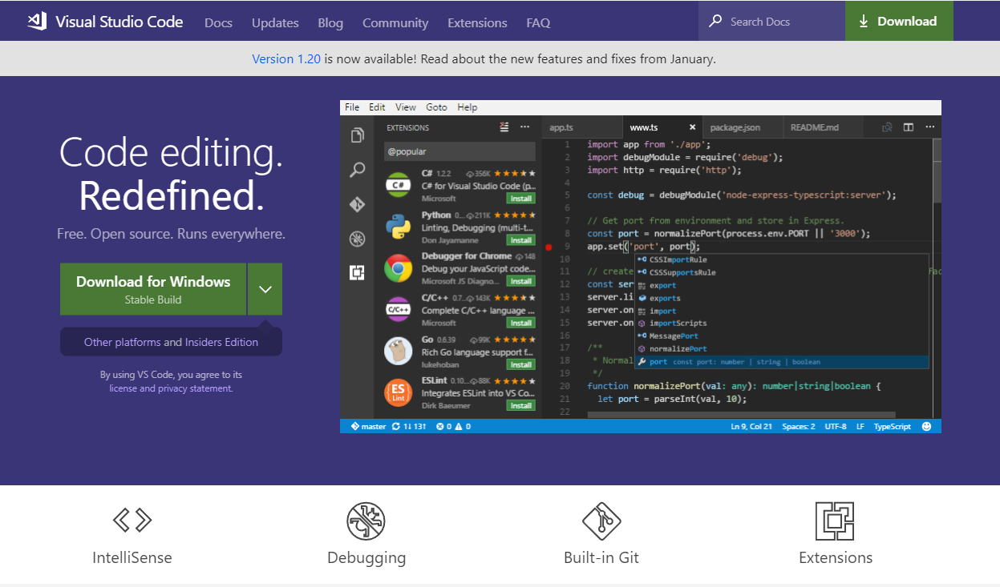 Visual Studio Code Docs Updates Blog Community Extensions FAQ Search Docs Download
Version 1.20 is now available! Read about the new features and fixes from January.
Code editing.
Redefined.
Free. Open source. Runs everywhere.
Download for Windows
Stable Build
Other platforms and Insiders Edition
By using VS Code, you agree to its
license and privacy statement.
File Edit View Goto Help
EXTENSIONS
@popular
C# 1.2.2 356K
C# for Visual Studio Code (p...
Microsoft Install
Python 0... 211K
Linting, Debugging (multi-t...
Don Jayamanne Install
Debugger for Chrome 148
Debug your JavaScript code...
Microsoft JS Diagno... Install
C/C++ 0.7... 143K
Complete C/C++ language ...
Microsoft Install
Go 0.6.39 99K
Rich Go language support f...
lukehoban Install
ESLint 0.10... 88K
Integrates ESLint into VS Co...
Dirk Baeumer Install
C#
C/C++
ES
Lint
app.ts www.ts package.json README.md
1 import app from './app';
2 import debugModule = require('debug');
3 import http = require('http');
4
5 const debug = debugModule('node-express-typescript:server');
6
7 // Get port from environment and store in Express.
8 const port = normalizePort(process.env.PORT || '3000');
9 app.set('port', port);
10
11 // create
12 const ser
13 server.li
14 server.on
15 server.on
16
17 /**
18 * Normal
19 */
20 function normalizePort(val: any): number|string|boolean {
21 let port = parseInt(val, 10);
22
CSSImportRule
CSSSupportsRule
export
exports
import
importScripts
MessagePort
normalizePort
port const port: number | string | boolean
master 1↓ 13↑ 0 0 Ln 9, Col 21 Spaces: 2 UTF-8 LF TypeScript
IntelliSense Debugging Built-in Git Extensions